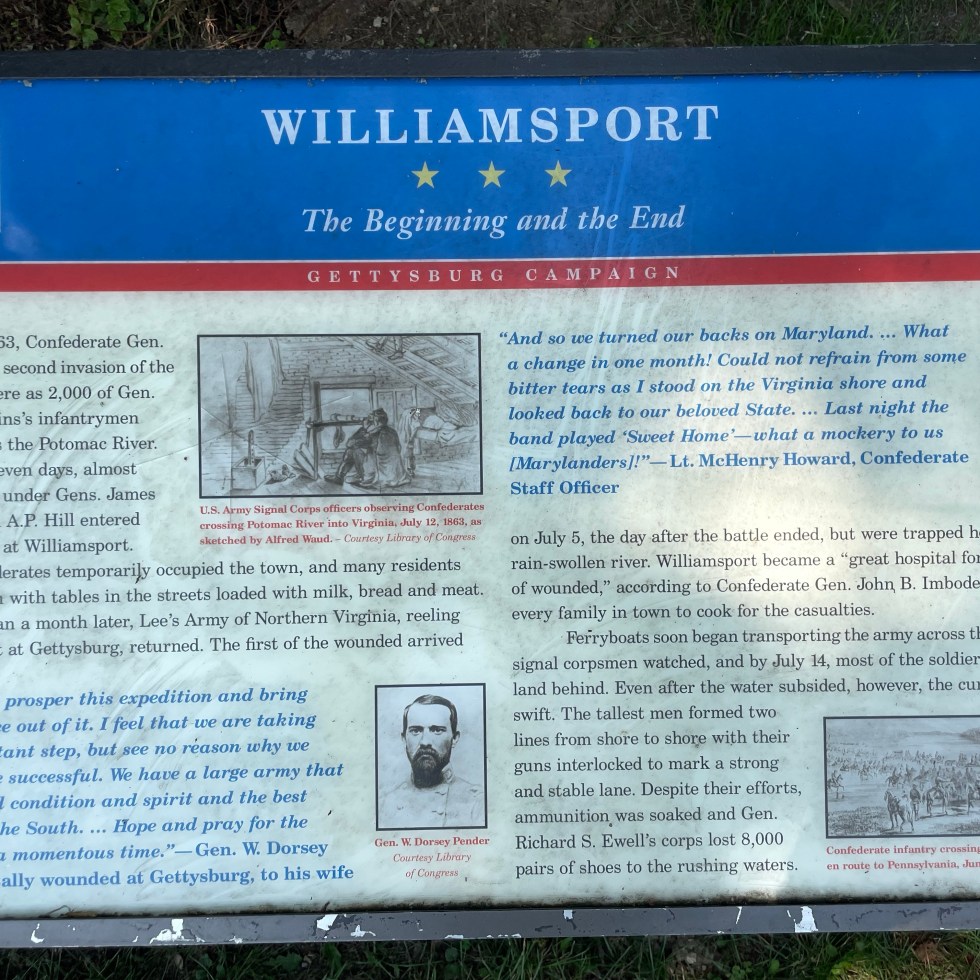 WILLIAMSPORT
The Beginning and the End
GETTYSBURG CAMPAIGN
63, Confederate Gen.
second invasion of the
ere as 2,000 of Gen.
ins's infantrymen
the Potomac River.
even days, almost
under Gens. James
A.P. Hill entered
at Williamsport.
lerates temporarily occupied the town, and many residents
with tables in the streets loaded with milk, bread and meat.
an a month later, Lee's Army of Northern Virginia, reeling
at Gettysburg, returned. The first of the wounded arrived
U.S. Army Signal Corps officers observing Confederates
crossing Potomac River into Virginia, July 12, 1863, as
sketched by Alfred Waud. – Courtesy Library of Congress
prosper this expedition and bring
e out of it. I feel that we are taking
tant step, but see no reason why we
successful. We have a large army that
condition and spirit and the best
he South. ... Hope and pray for the
a momentous time.”—Gen. W. Dorsey
ally wounded at Gettysburg, to his wife
Gen. W. Dorsey Pender
Courtesy Library
of Congress
“And so we turned our backs on Maryland. ... What
a change in one month! Could not refrain from some
bitter tears as I stood on the Virginia shore and
looked back to our beloved State. ... Last night the
band played ‘Sweet Home’—what a mockery to us
[Marylanders]!”—Lt. McHenry Howard, Confederate
Staff Officer
on July 5, the day after the battle ended, but were trapped h
rain-swollen river. Williamsport became a “great hospital for
of wounded,” according to Confederate Gen. John B. Imbode
every family in town to cook for the casualties.
Ferryboats soon began transporting the army across th
signal corpsmen watched, and by July 14, most of the soldier
land behind. Even after the water subsided, however, the cur
swift. The tallest men formed two
lines from shore to shore with their
guns interlocked to mark a strong
and stable lane. Despite their efforts,
ammunition was soaked and Gen.
Richard S. Ewell's corps lost 8,000
pairs of shoes to the rushing waters.
Confederate infantry crossing
en route to Pennsylvania, Jun